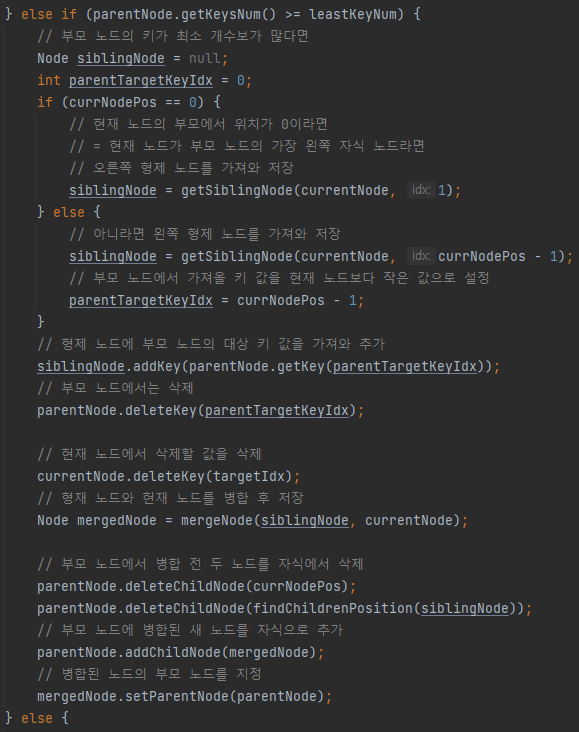 } else if (parentNode.getKeysNum() >= leastKeyNum) {
// 부모 노드의 키가 최소 개수보가 많다면
Node siblingNode = null;
int parentTargetKeyIdx = 0;
if (currNodePos == 0) {
// 현재 노드의 부모에서 위치가 0이라면
// = 현재 노드가 부모 노드의 가장 왼쪽 자식 노드라면
// 오른쪽 형제 노드를 가져와 저장
siblingNode = getSiblingNode(currentNode, idx: 1);
} else {
// 아니라면 왼쪽 형제 노드를 가져와 저장
siblingNode = getSiblingNode(currentNode, idx: currNodePos - 1);
// 부모 노드에서 가져올 키 값을 현재 노드보다 작은 값으로 설정
parentTargetKeyIdx = currNodePos - 1;
}
// 형제 노드에 부모 노드의 대상 키 값을 가져와 추가
siblingNode.addKey(parentNode.getKey(parentTargetKeyIdx));
// 부모 노드에서는 삭제
parentNode.deleteKey(parentTargetKeyIdx);
// 현재 노드에서 삭제할 값을 삭제
currentNode.deleteKey(targetIdx);
// 형재 노드와 현재 노드를 병합 후 저장
Node mergedNode = mergeNode(siblingNode, currentNode);
// 부모 노드에서 병합 전 두 노드를 자식에서 삭제
parentNode.deleteChildNode(currNodePos);
parentNode.deleteChildNode(findChildrenPosition(siblingNode));
// 부모 노드에 병합된 새 노드를 자식으로 추가
parentNode.addChildNode(mergedNode);
// 병합된 노드의 부모 노드를 지정
mergedNode.setParentNode(parentNode);
} else {